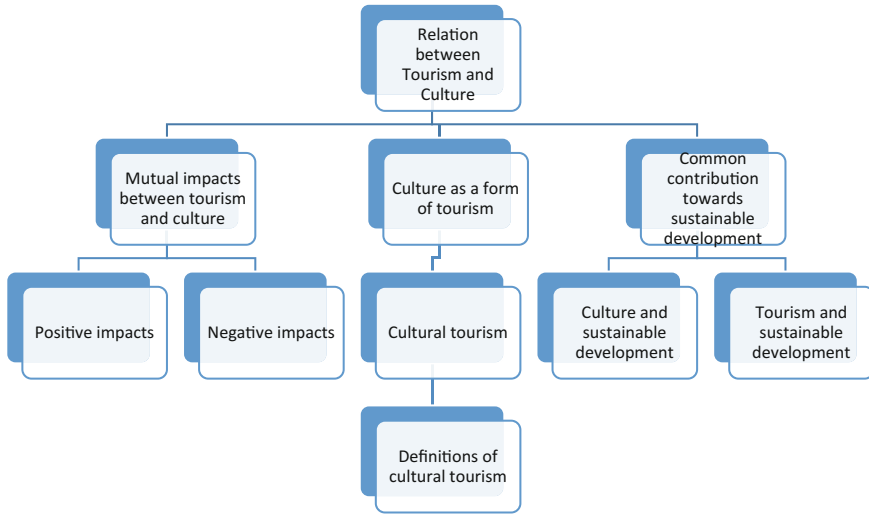 Relation
between
Tourism and
Culture
Mutual impacts
between tourism
and culture
Culture as a form
of tourism
Common
contribution
towards
sustainable
development
Positive impacts
Negative impacts
Cultural tourism
Culture and
sustainable
development
Tourism and
sustainable
development
Definitions of
cultural tourism